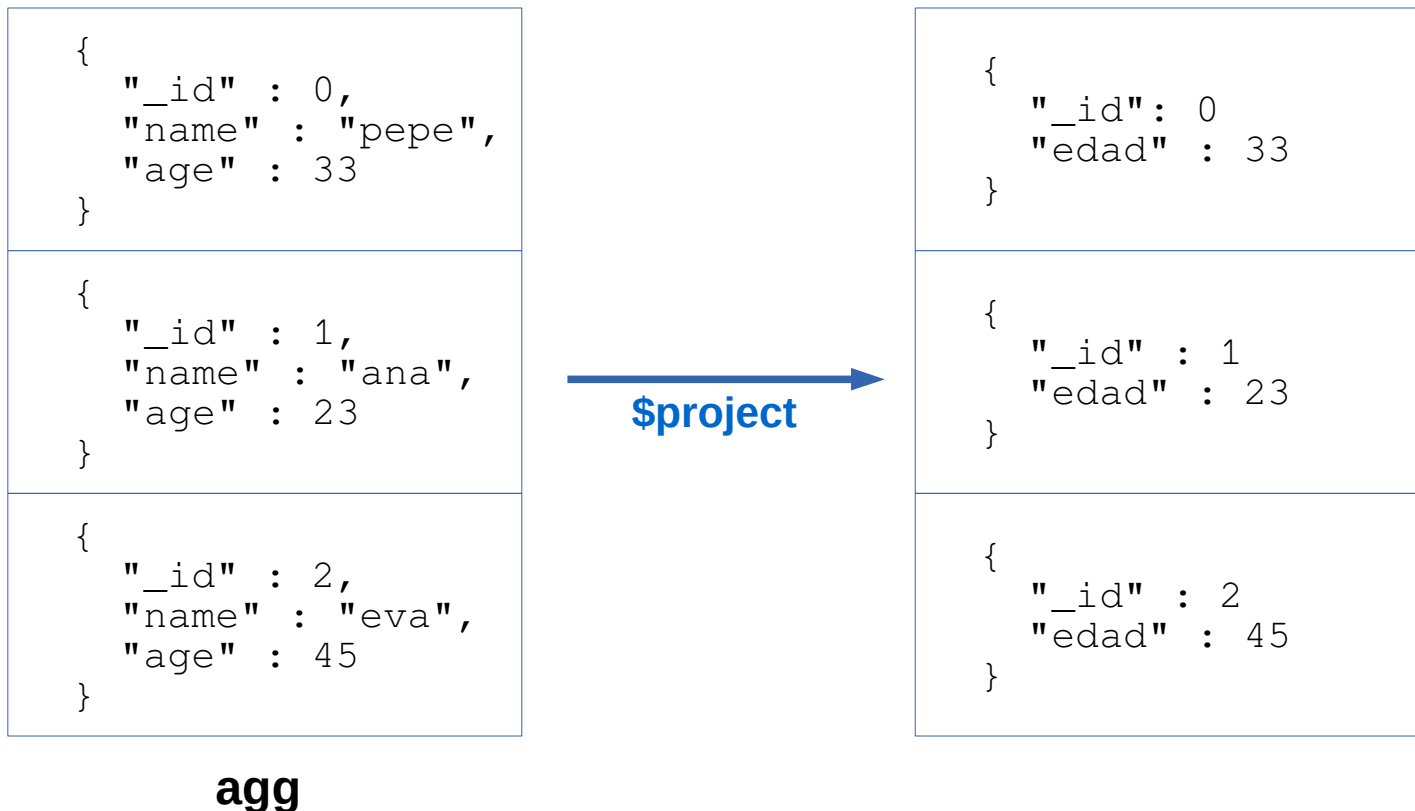 {
"_id" : 0,
"name" : "pepe",
"age" : 33
}
{
"_id" : 1,
"name" : "ana",
"age" : 23
}
{
"_id" : 2,
"name" : "eva",
"age" : 45
}
agg
$project
{
"_id": 0
"edad" : 33
}
{
"_id" : 1
"edad" : 23
}
{
"_id" : 2
"edad" : 45
}